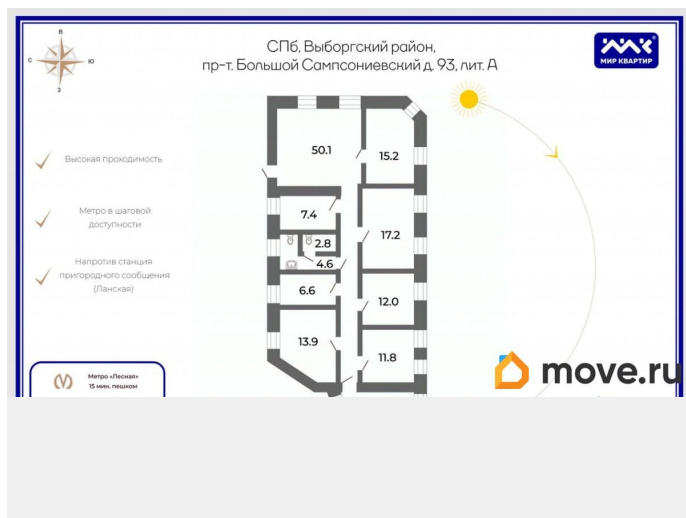 СПб, Выборгский район,
пр-т. Большой Сампсониевский д. 93, лит. А
МИР КВАРТИР
В
С
Ю
З
Высокая проходимость
Метро в шаговой
доступности
Напротив станция
пригородного сообщения
(Ланская)
50.1
15.2
7.4
17.2
2.8
4.6
6.6
12.0
13.9
11.8
Метро «Лесная»
15 мин. пешком
move.ru